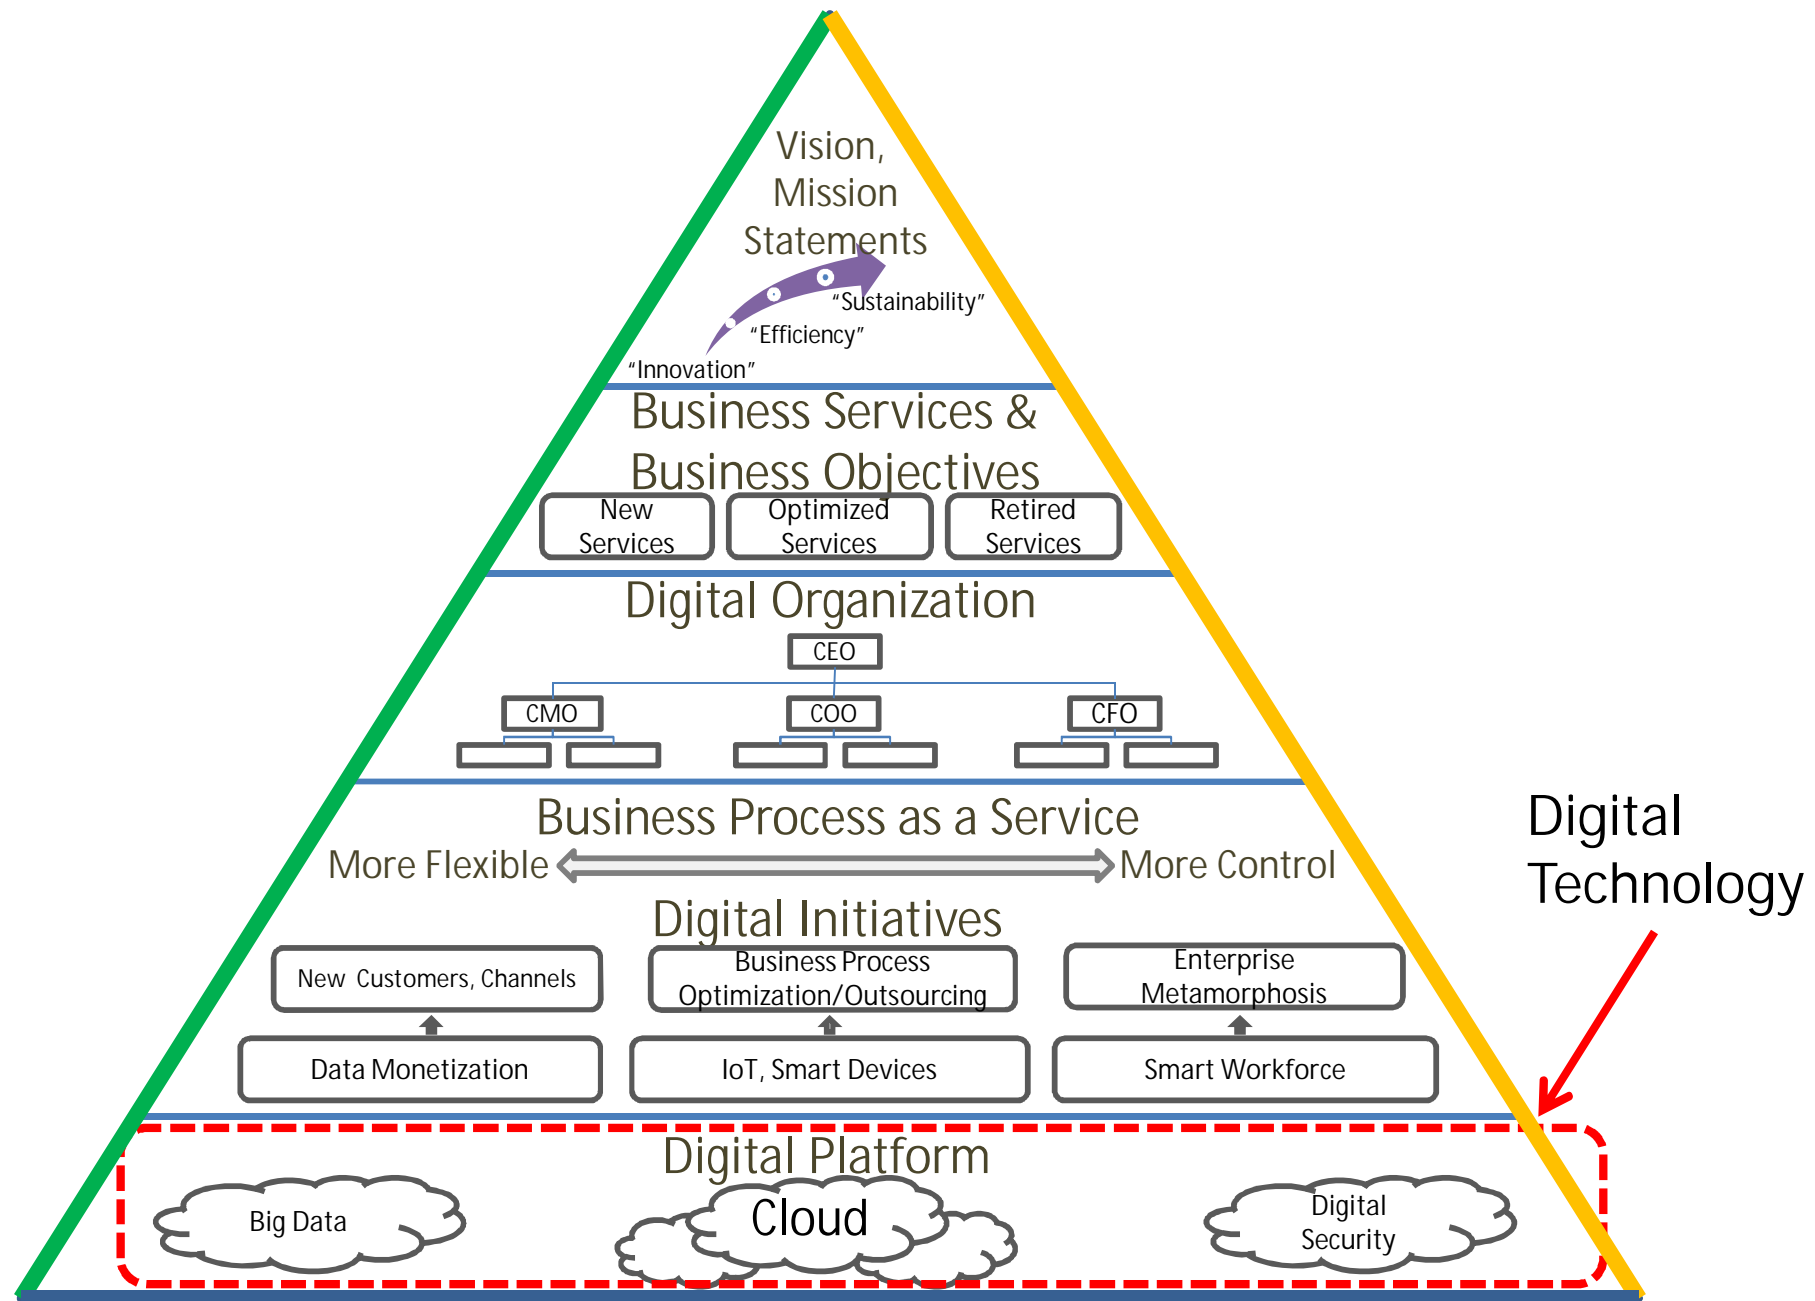 Vision,
Mission
Statements
“Sustainability”
“Efficiency”
“Innovation”
Business Services &
Business Objectives
New
Services
Optimized
Services
Retired
Services
Digital Organization
CEO
CMO
COO
CFO
Business Process as a Service
More Flexible
More Control
Digital Initiatives
New Customers, Channels
Business Process
Optimization/Outsourcing
Enterprise
Metamorphosis
Data Monetization
IoT, Smart Devices
Smart Workforce
Digital
Technology
Digital Platform
Big Data
Cloud
Digital
Security